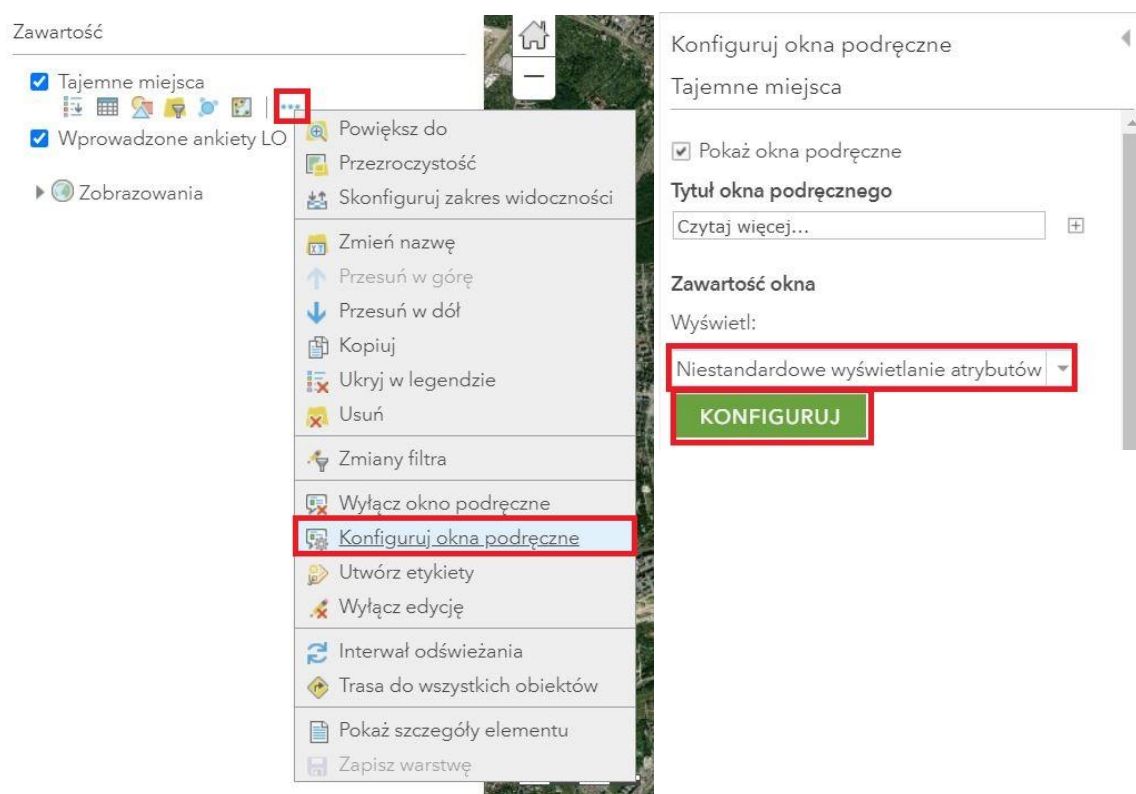 Zawartość
Tajemne miejsca
Wprowadzone ankiety LO
Zobrazowania
Powiększ do
Przezroczystość
Skonfiguruj zakres widoczności
Zmień nazwę
Przesuń w górę
Przesuń w dół
Kopiuj
Ukryj w legendzie
Usuń
Zmiany filtra
Wyłącz okno podręczne
Konfiguruj okna podręczne
Utwórz etykiety
Wyłącz edycję
Interwał odświeżania
Trasa do wszystkich obiektów
Pokaż szczegóły elementu
Zapisz warstwę
Konfiguruj okna podręczne
Tajemne miejsca
Pokaż okna podręczne
Tytuł okna podręcznego
Czytaj więcej...
Zawartość okna
Wyświetl:
Niestandardowe wyświetlanie atrybutów
KONFIGURUJ